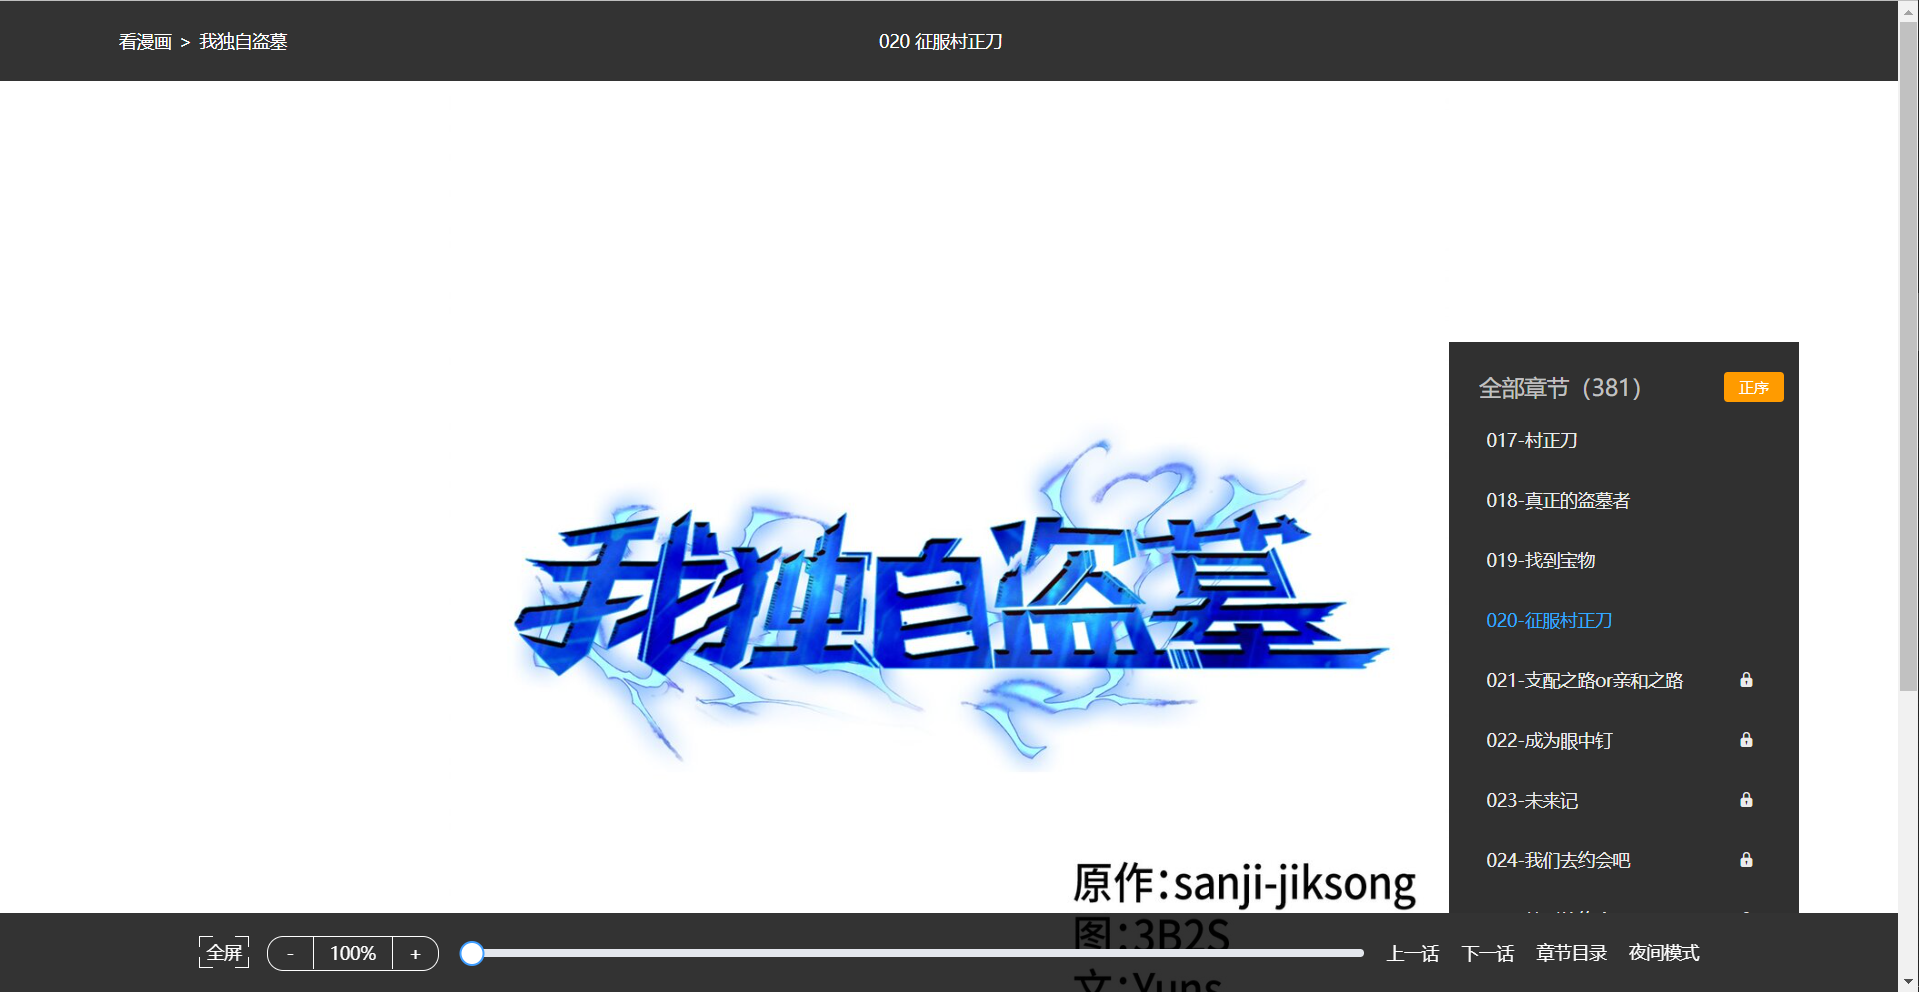 看漫画 > 我独自盗墓
020 征服村正刀
我独自盗墓
全部章节（381）
正序
017-村正刀
018-真正的盗墓者
019-找到宝物
020-征服村正刀
021-支配之路or亲和之路
022-成为眼中钉
023-未来记
024-我们去约会吧
原作：sanji-jiksong
图：3B2S
文：Yuns
全屏
- 100% +
上一话 下一话 章节目录 夜间模式